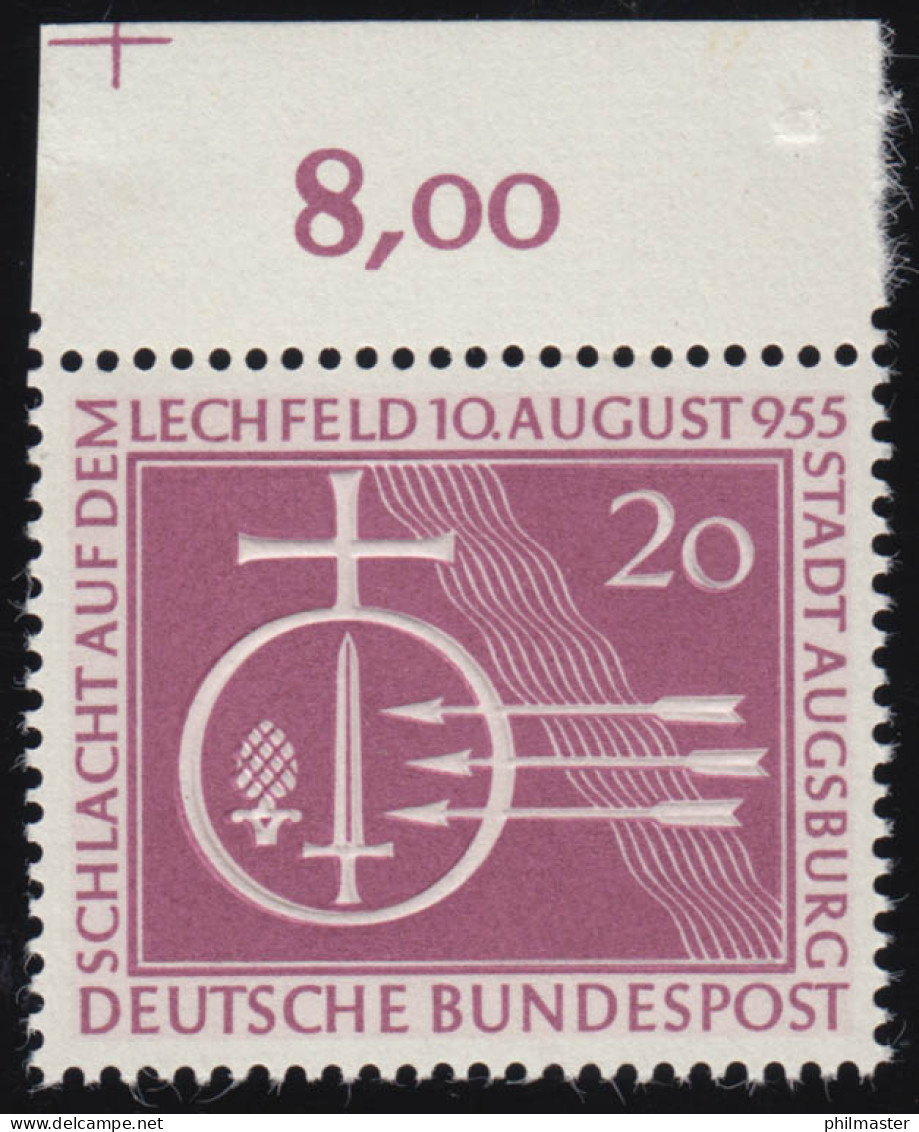 8,00
SCHLACHT AUF DEM
LECHFELD 10. AUGUST 955
STADT AUGSBURG
20
DEUTSCHE BUNDESPOST
www.delcampe.net
philmaster